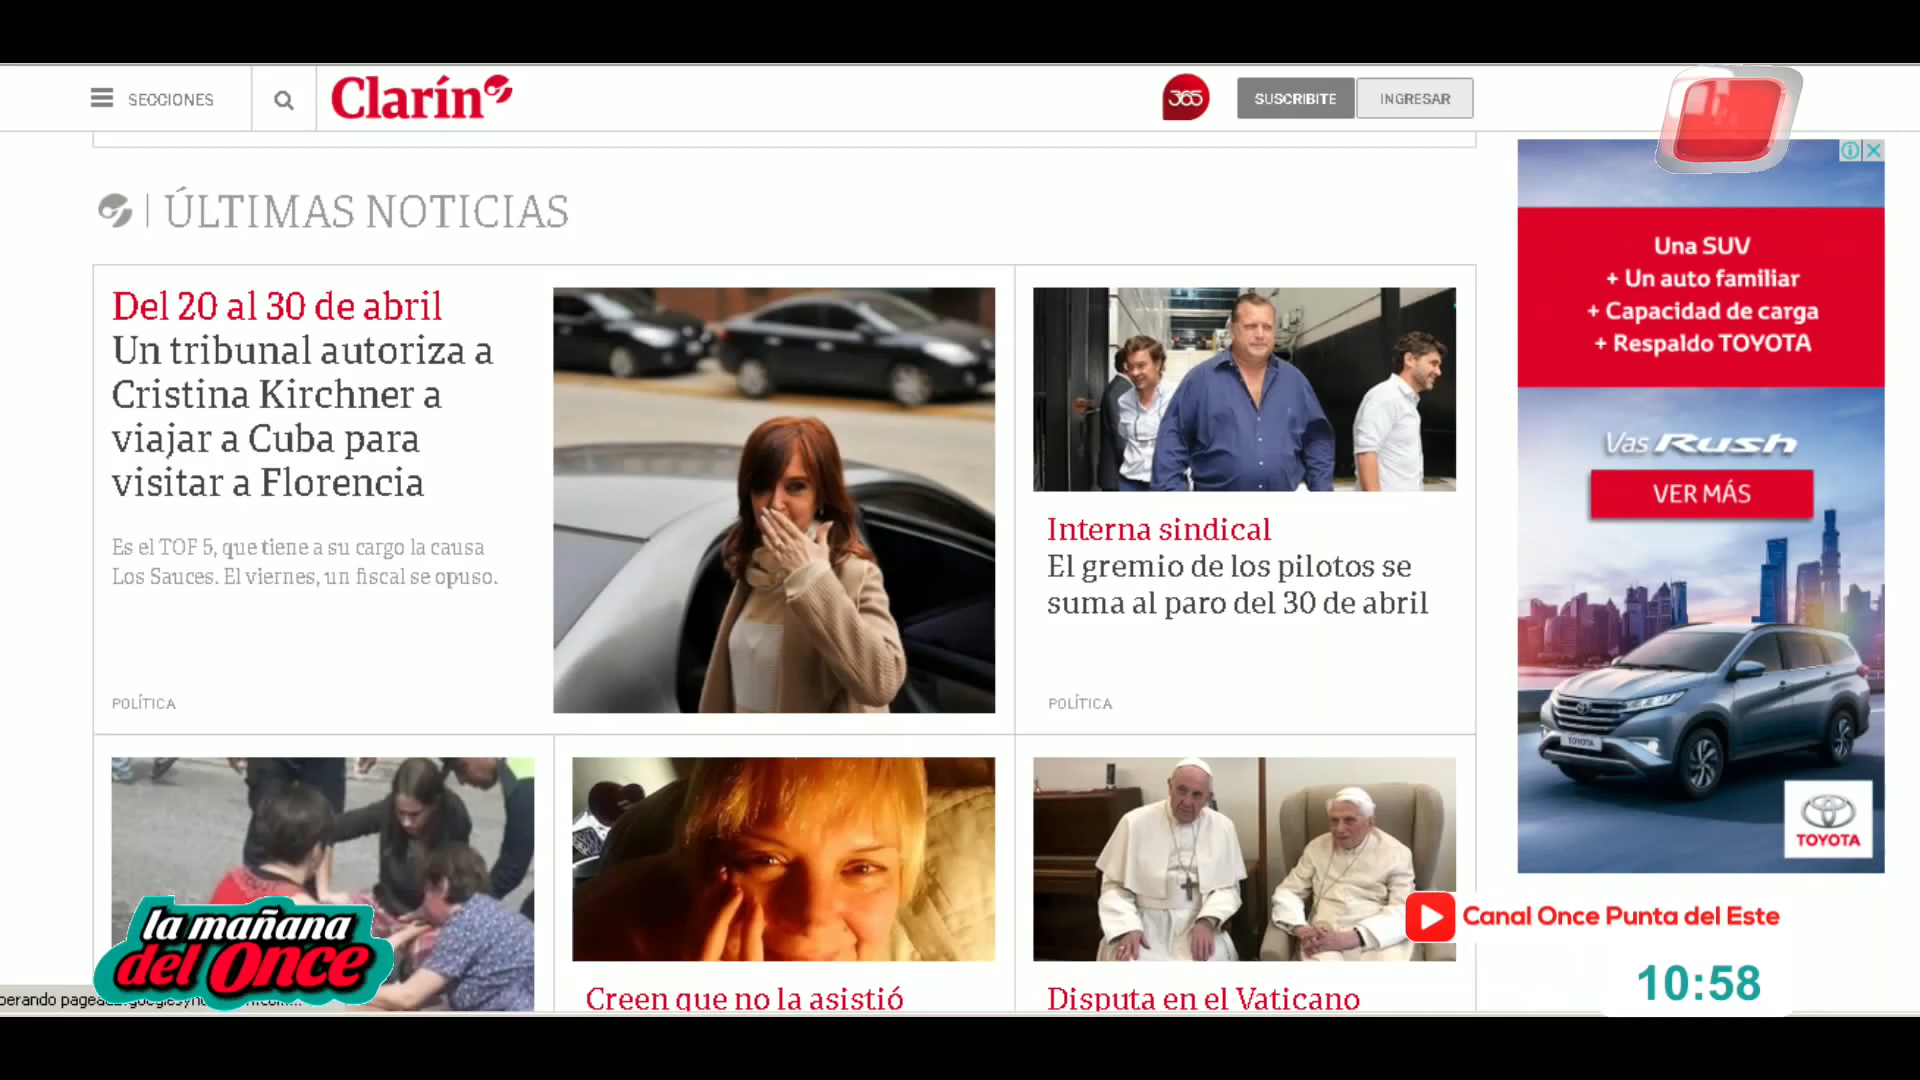 SECCIONES
Clarín
365
SUSCRIBITE
INGRESAR
ÚLTIMAS NOTICIAS
Del 20 al 30 de abril
Un tribunal autoriza a
Cristina Kirchner a
viajar a Cuba para
visitar a Florencia
Es el TOF 5, que tiene a su cargo la causa
Los Sauces. El viernes, un fiscal se opuso.
POLÍTICA
Interna sindical
El gremio de los pilotos se
suma al paro del 30 de abril
POLÍTICA
Una SUV
+ Un auto familiar
+ Capacidad de carga
+ Respaldo TOYOTA
Vas Rush
VER MÁS
TOYOTA
TOYOTA
Creen que no la asistió
Disputa en el Vaticano
la mañana
del Once
Canal Once Punta del Este
10:58